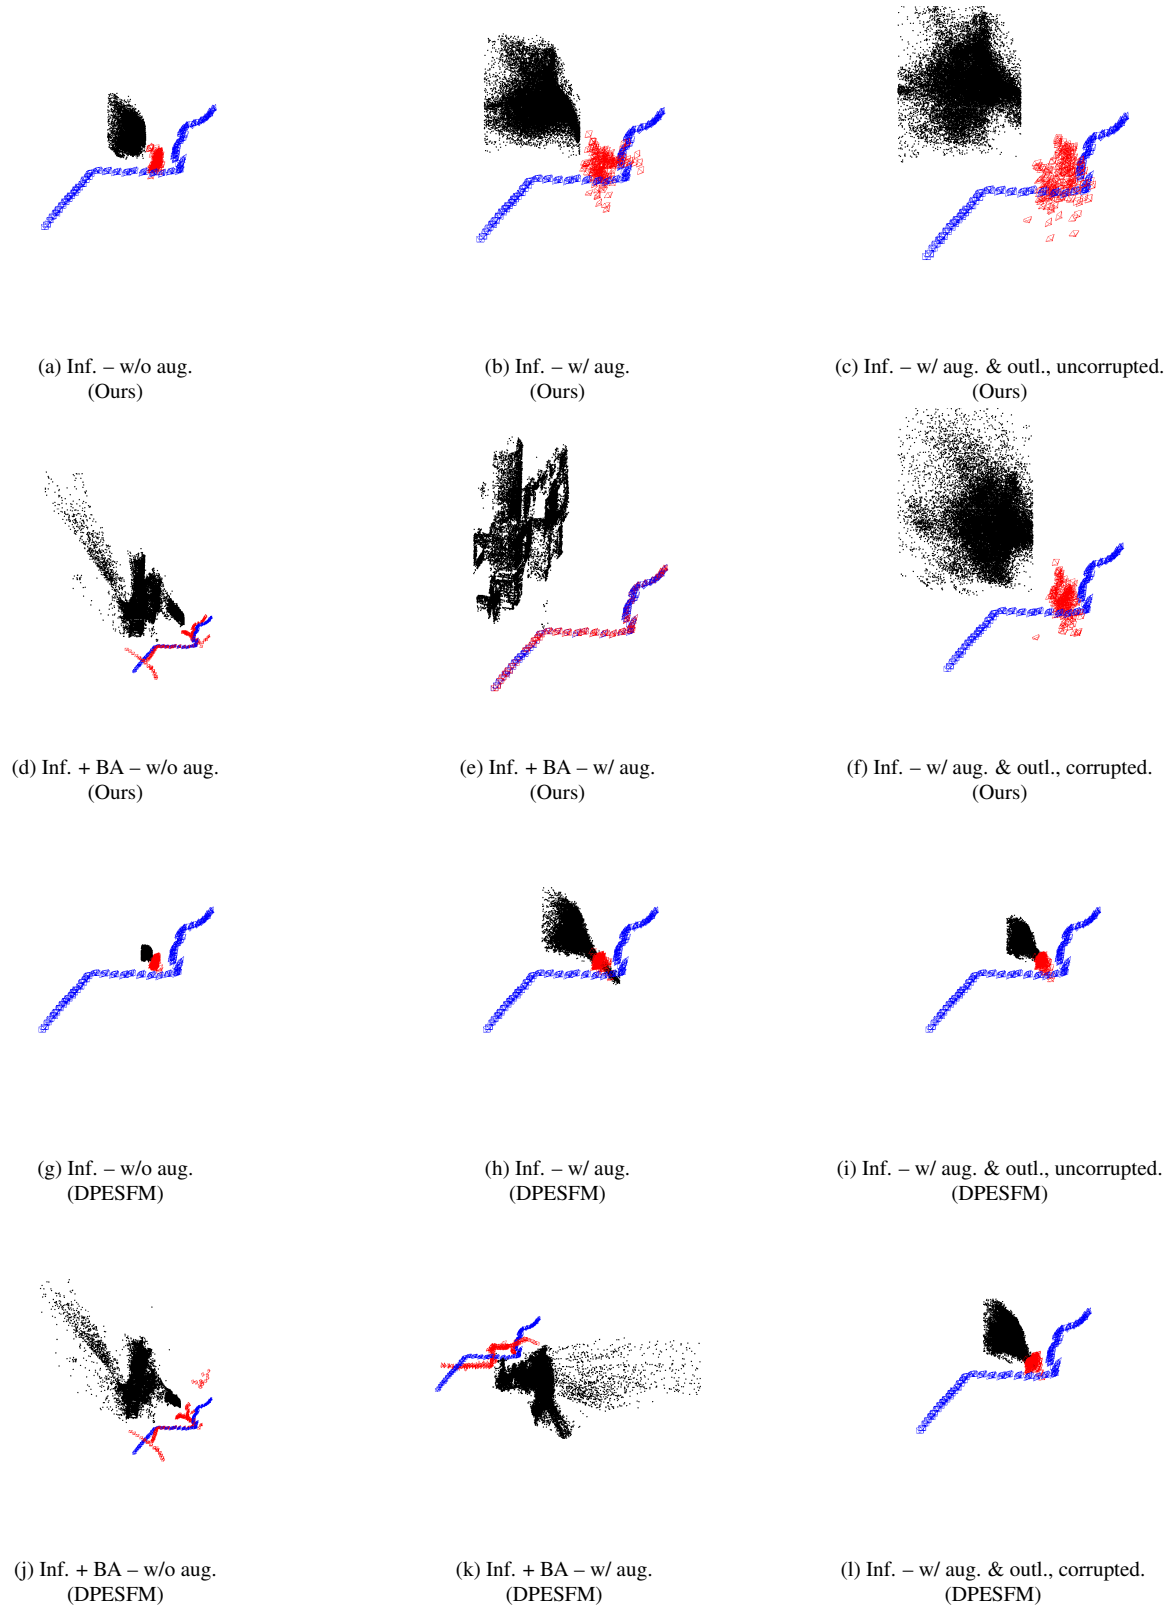 (a) Inf. – w/o aug.
(Ours)
(b) Inf. – w/ aug.
(Ours)
(c) Inf. – w/ aug. & outl., uncorrupted.
(Ours)
(d) Inf. + BA – w/o aug.
(Ours)
(e) Inf. + BA – w/ aug.
(Ours)
(f) Inf. – w/ aug. & outl., corrupted.
(Ours)
(g) Inf. – w/o aug.
(DPESFM)
(h) Inf. – w/ aug.
(DPESFM)
(i) Inf. – w/ aug. & outl., uncorrupted.
(DPESFM)
(j) Inf. + BA – w/o aug.
(DPESFM)
(k) Inf. + BA – w/ aug.
(DPESFM)
(l) Inf. – w/ aug. & outl., corrupted.
(DPESFM)